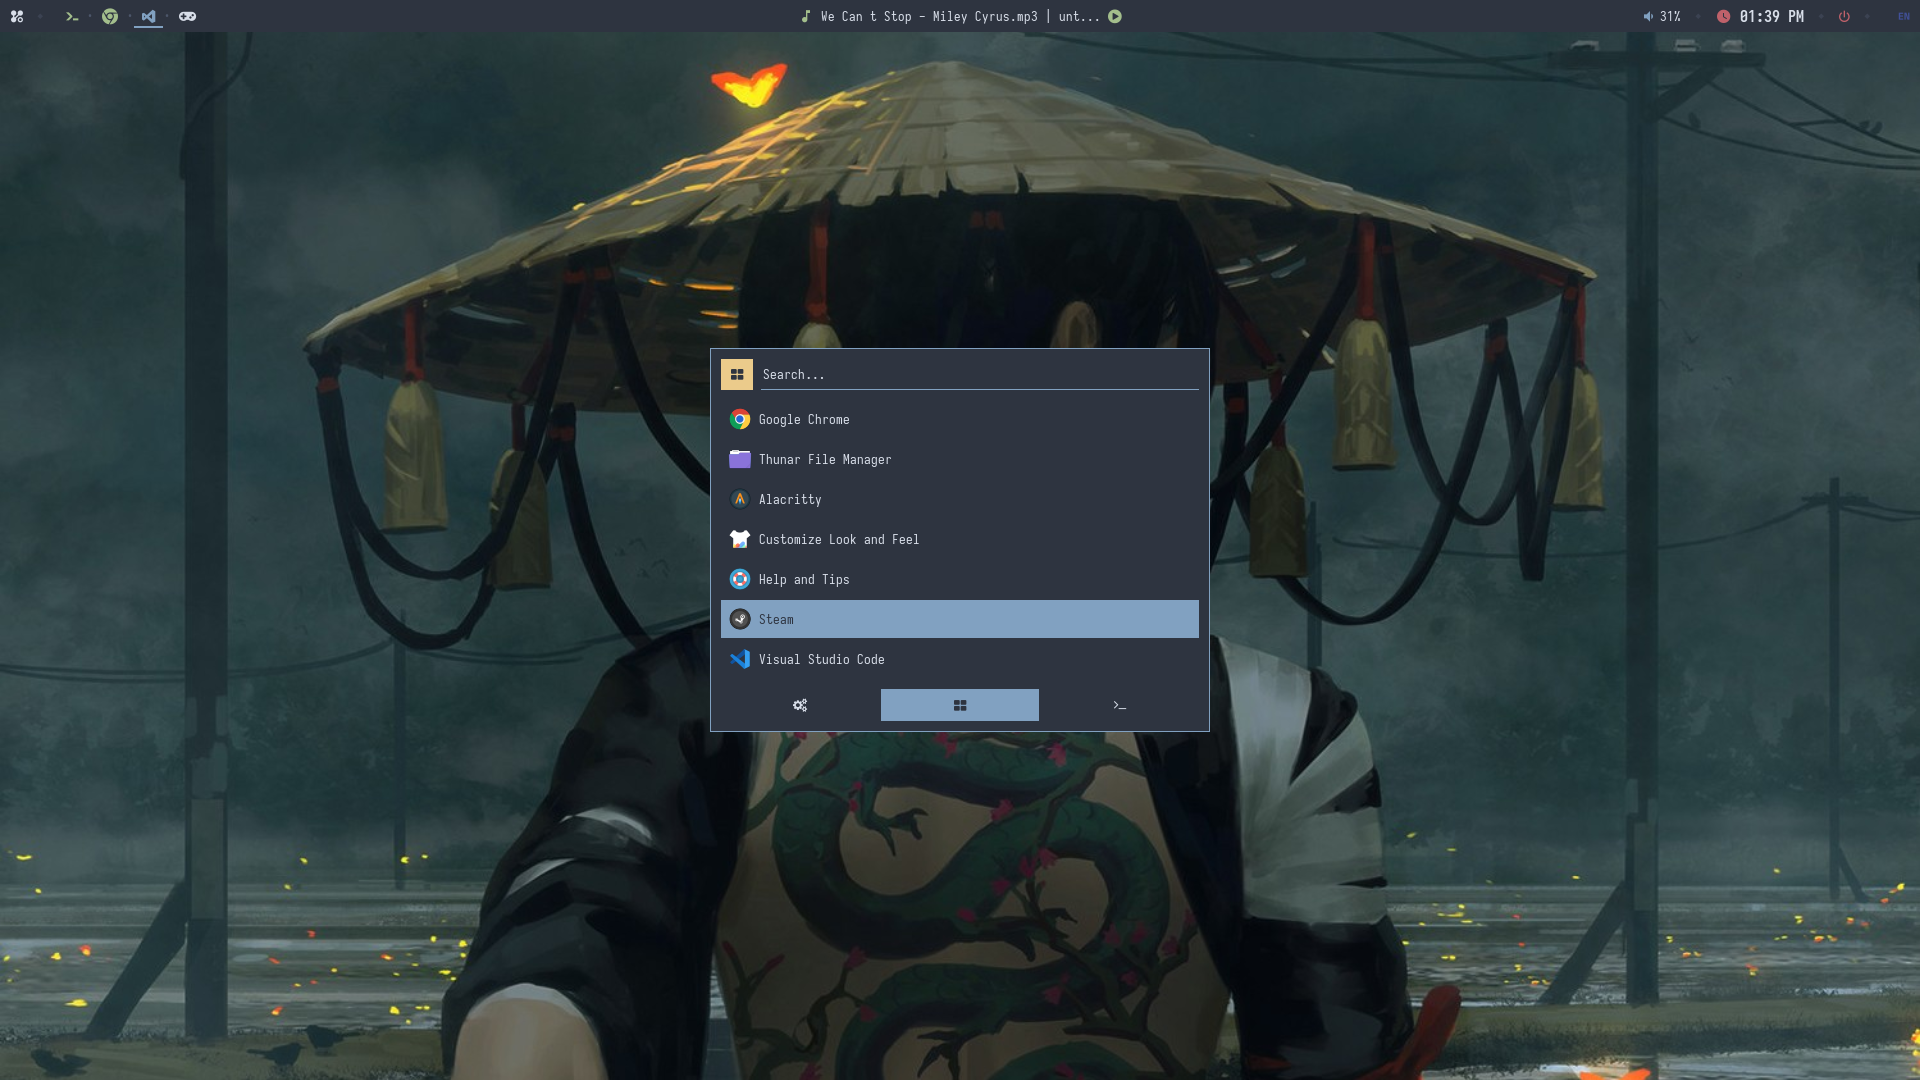 We Can t Stop - Miley Cyrus.mp3 | unt...
31%
01:39 PM
EN
Search...
Google Chrome
Thunar File Manager
Alacritty
Customize Look and Feel
Help and Tips
Steam
Visual Studio Code